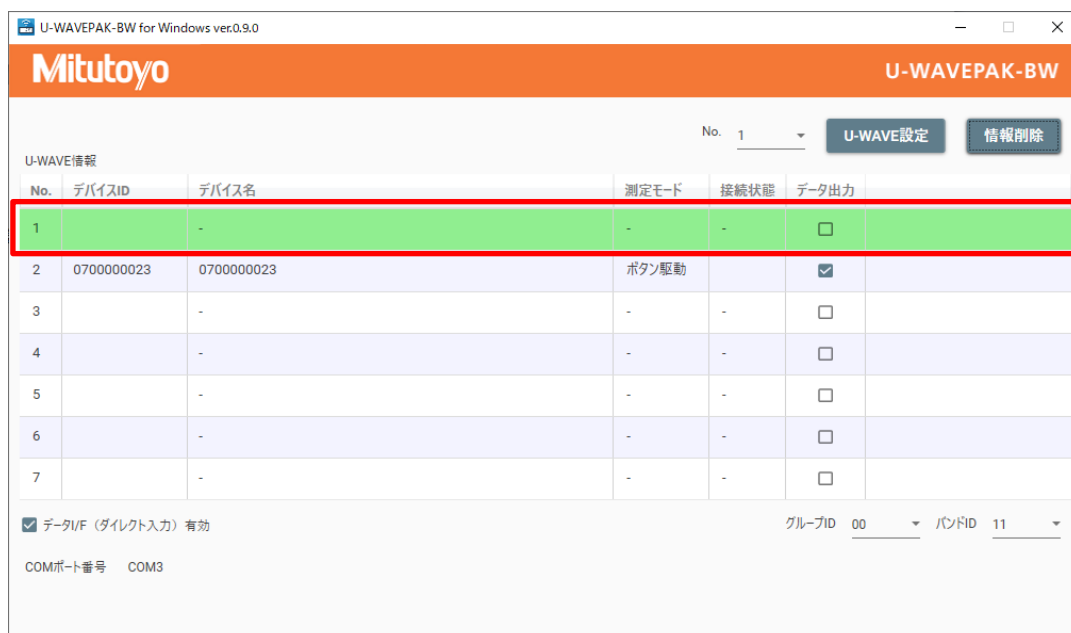 U-WAVEPAK-BW for Windows ver.0.9.0
Mitutoyo U-WAVEPAK-BW
No. 1 U-WAVE設定 情報削除
U-WAVE情報
No. デバイスID デバイス名 測定モード 接続状態 データ出力
1 - - -
2 0700000023 0700000023 ボタン駆動
3 - - -
4 - - -
5 - - -
6 - - -
7 - - -
データI/F（ダイレクト入力）有効 グループID 00 バンドID 11
COMポート番号 COM3